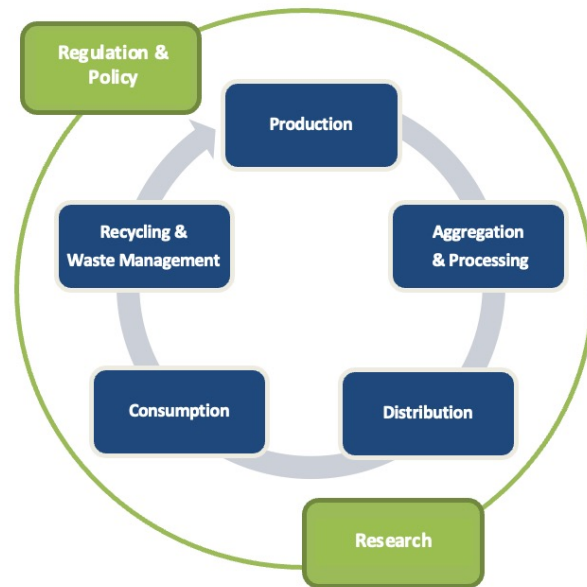 Regulation &
Policy
Production
Aggregation
& Processing
Distribution
Consumption
Recycling &
Waste Management
Research